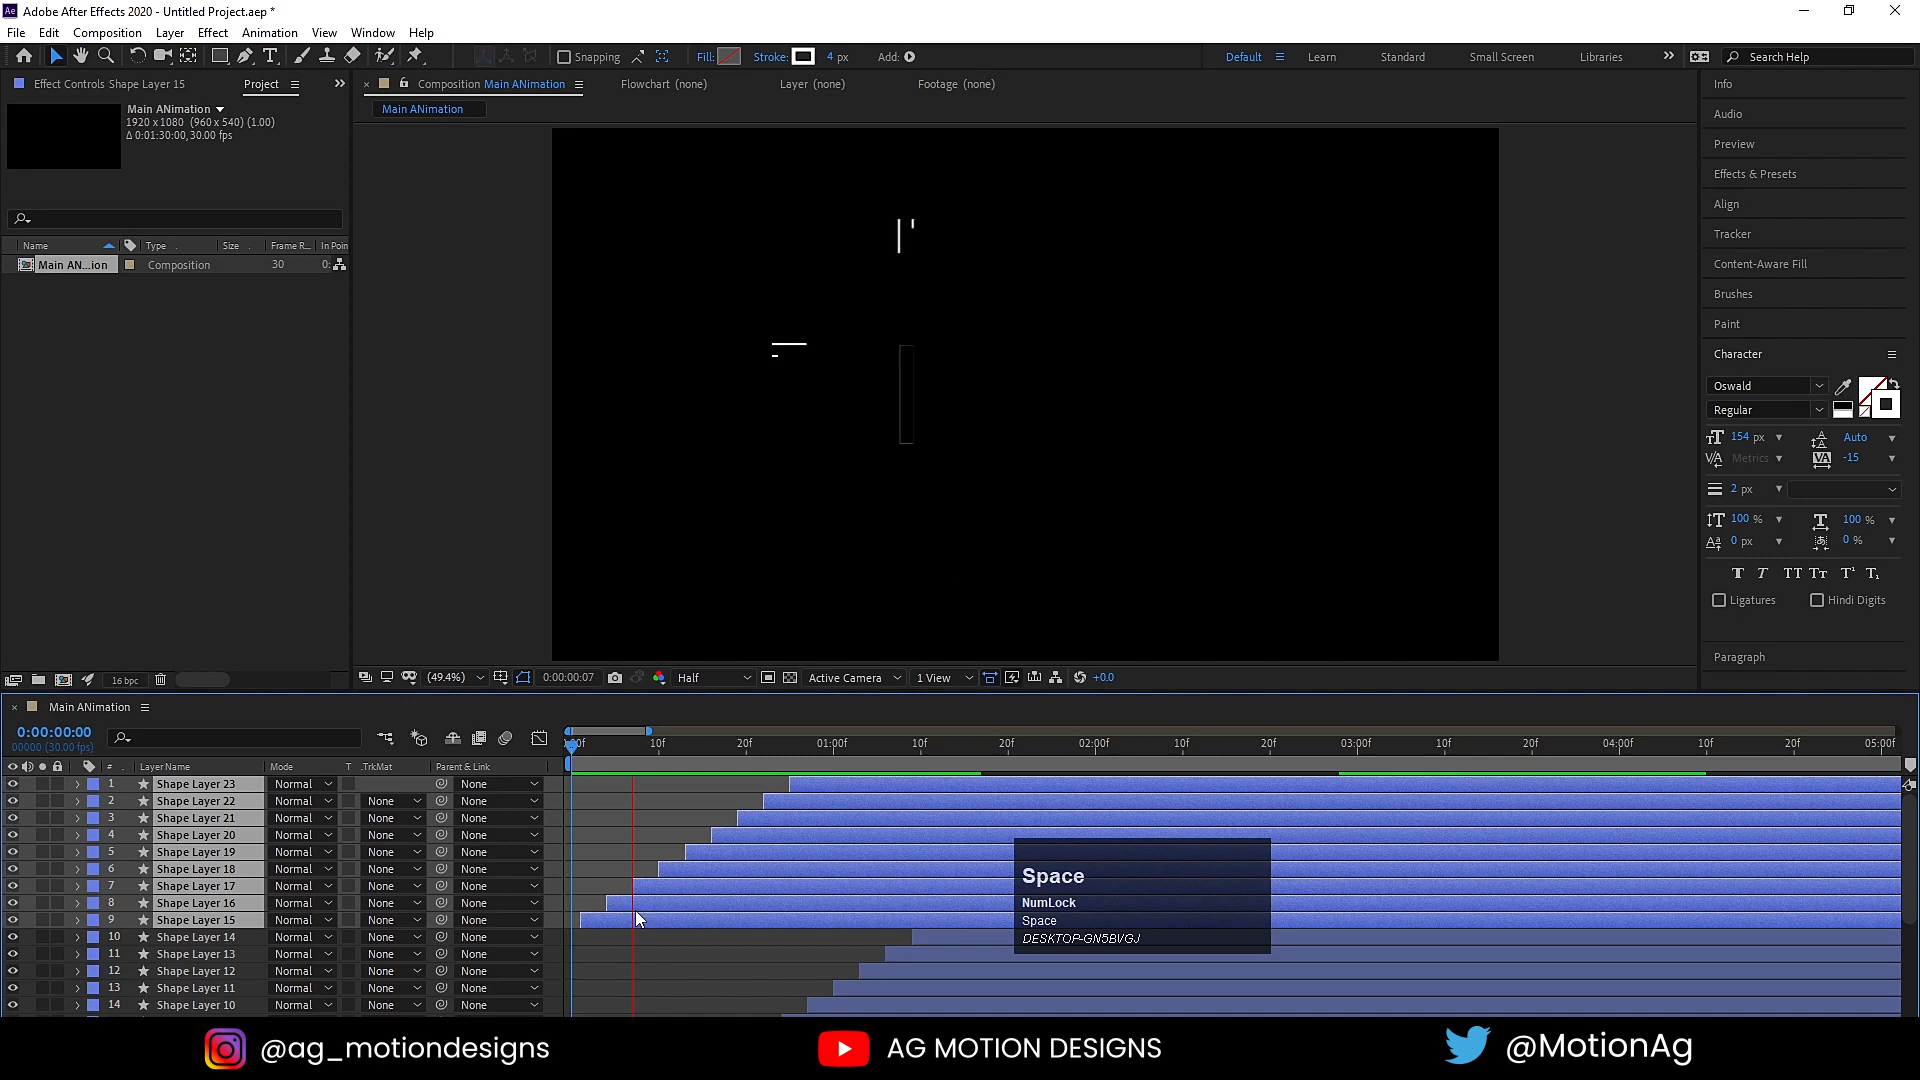 Ae Adobe After Effects 2020 - Untitled Project.aep *
File Edit Composition Layer Effect Animation View Window Help
Snapping Fill: Stroke: 4 px Add: Default Learn Standard Small Screen Libraries Search Help
Effect Controls Shape Layer 15 Project
Composition Main ANimation Flowchart (none) Layer (none) Footage (none)
Main ANimation
Main ANimation
1920 x 1080 (960 x 540) (1.00)
Δ 0:01:30:00, 30.00 fps
Name Type Size Frame R... In Poin
Main AN...ion Composition 30 0:
Info
Audio
Preview
Effects & Presets
Align
Tracker
Content-Aware Fill
Brushes
Paint
Character
Oswald
Regular
154 px Auto
Metrics -15
2 px
100 % 100 %
0 px 0 %
T T TT Tт T¹ T₁
Ligatures Hindi Digits
Paragraph
16 bpc
(49.4%) 0:00:00:07 Half Active Camera 1 View +0.0
Main ANimation
0:00:00:00
00000 (30.00 fps)
10f 20f 01:00f 10f 20f 02:00f 10f 20f 03:00f 10f 20f 04:00f 10f 20f 05:00f
# Layer Name Mode T .TrkMat Parent & Link
1 Shape Layer 23 Normal None
2 Shape Layer 22 Normal None None
3 Shape Layer 21 Normal None None
4 Shape Layer 20 Normal None None
5 Shape Layer 19 Normal None None
6 Shape Layer 18 Normal None None
7 Shape Layer 17 Normal None None
8 Shape Layer 16 Normal None None
9 Shape Layer 15 Normal None None
10 Shape Layer 14 Normal None None
11 Shape Layer 13 Normal None None
12 Shape Layer 12 Normal None None
13 Shape Layer 11 Normal None None
14 Shape Layer 10 Normal None None
Space
NumLock
Space
DESKTOP-GN5BVGJ
@ag_motiondesigns AG MOTION DESIGNS @MotionAg